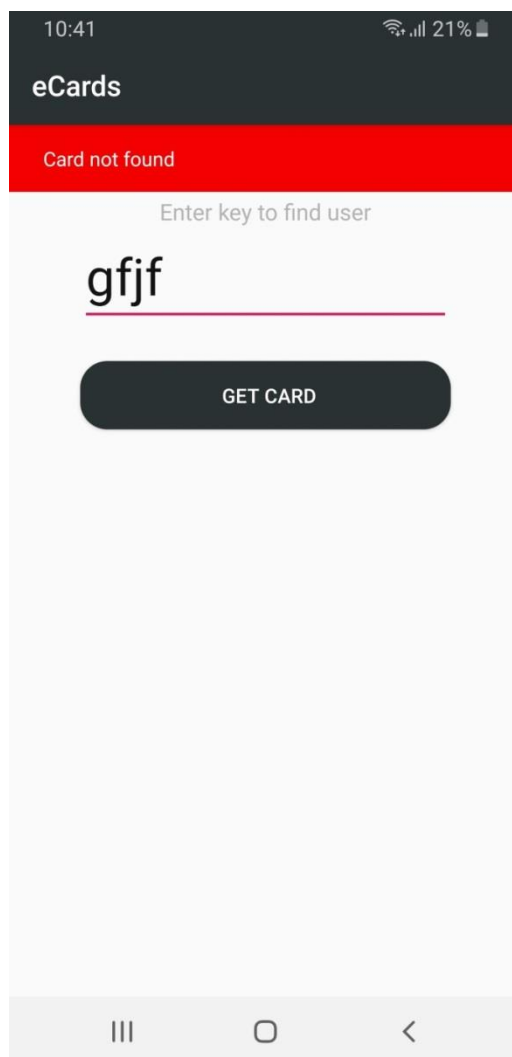 10:41 21%
eCards
Card not found
Enter key to find user
gfjf
GET CARD